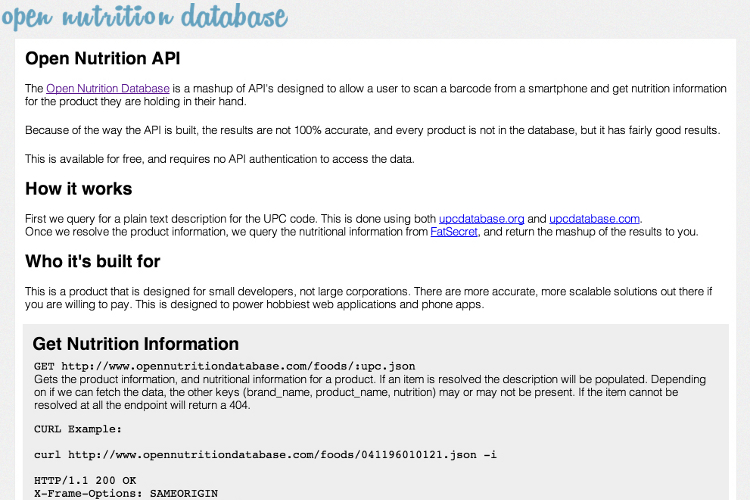 open nutrition database
Open Nutrition API
The Open Nutrition Database is a mashup of API's designed to allow a user to scan a barcode from a smartphone and get nutrition information
for the product they are holding in their hand.
Because of the way the API is built, the results are not 100% accurate, and every product is not in the database, but it has fairly good results.
This is available for free, and requires no API authentication to access the data.
How it works
First we query for a plain text description for the UPC code. This is done using both upcdatabase.org and upcdatabase.com.
Once we resolve the product information, we query the nutritional information from FatSecret, and return the mashup of the results to you.
Who it's built for
This is a product that is designed for small developers, not large corporations. There are more accurate, more scalable solutions out there if
you are willing to pay. This is designed to power hobbiest web applications and phone apps.
Get Nutrition Information
GET http://www.opennutritiondatabase.com/foods/:upc.json
Gets the product information, and nutritional information for a product. If an item is resolved the description will be populated. Depending
on if we can fetch the data, the other keys (brand_name, product_name, nutrition) may or may not be present. If the item cannot be
resolved at all the endpoint will return a 404.
CURL Example:
curl http://www.opennutritiondatabase.com/foods/041196010121.json -i
HTTP/1.1 200 OK
X-Frame-Options: SAMEORIGIN